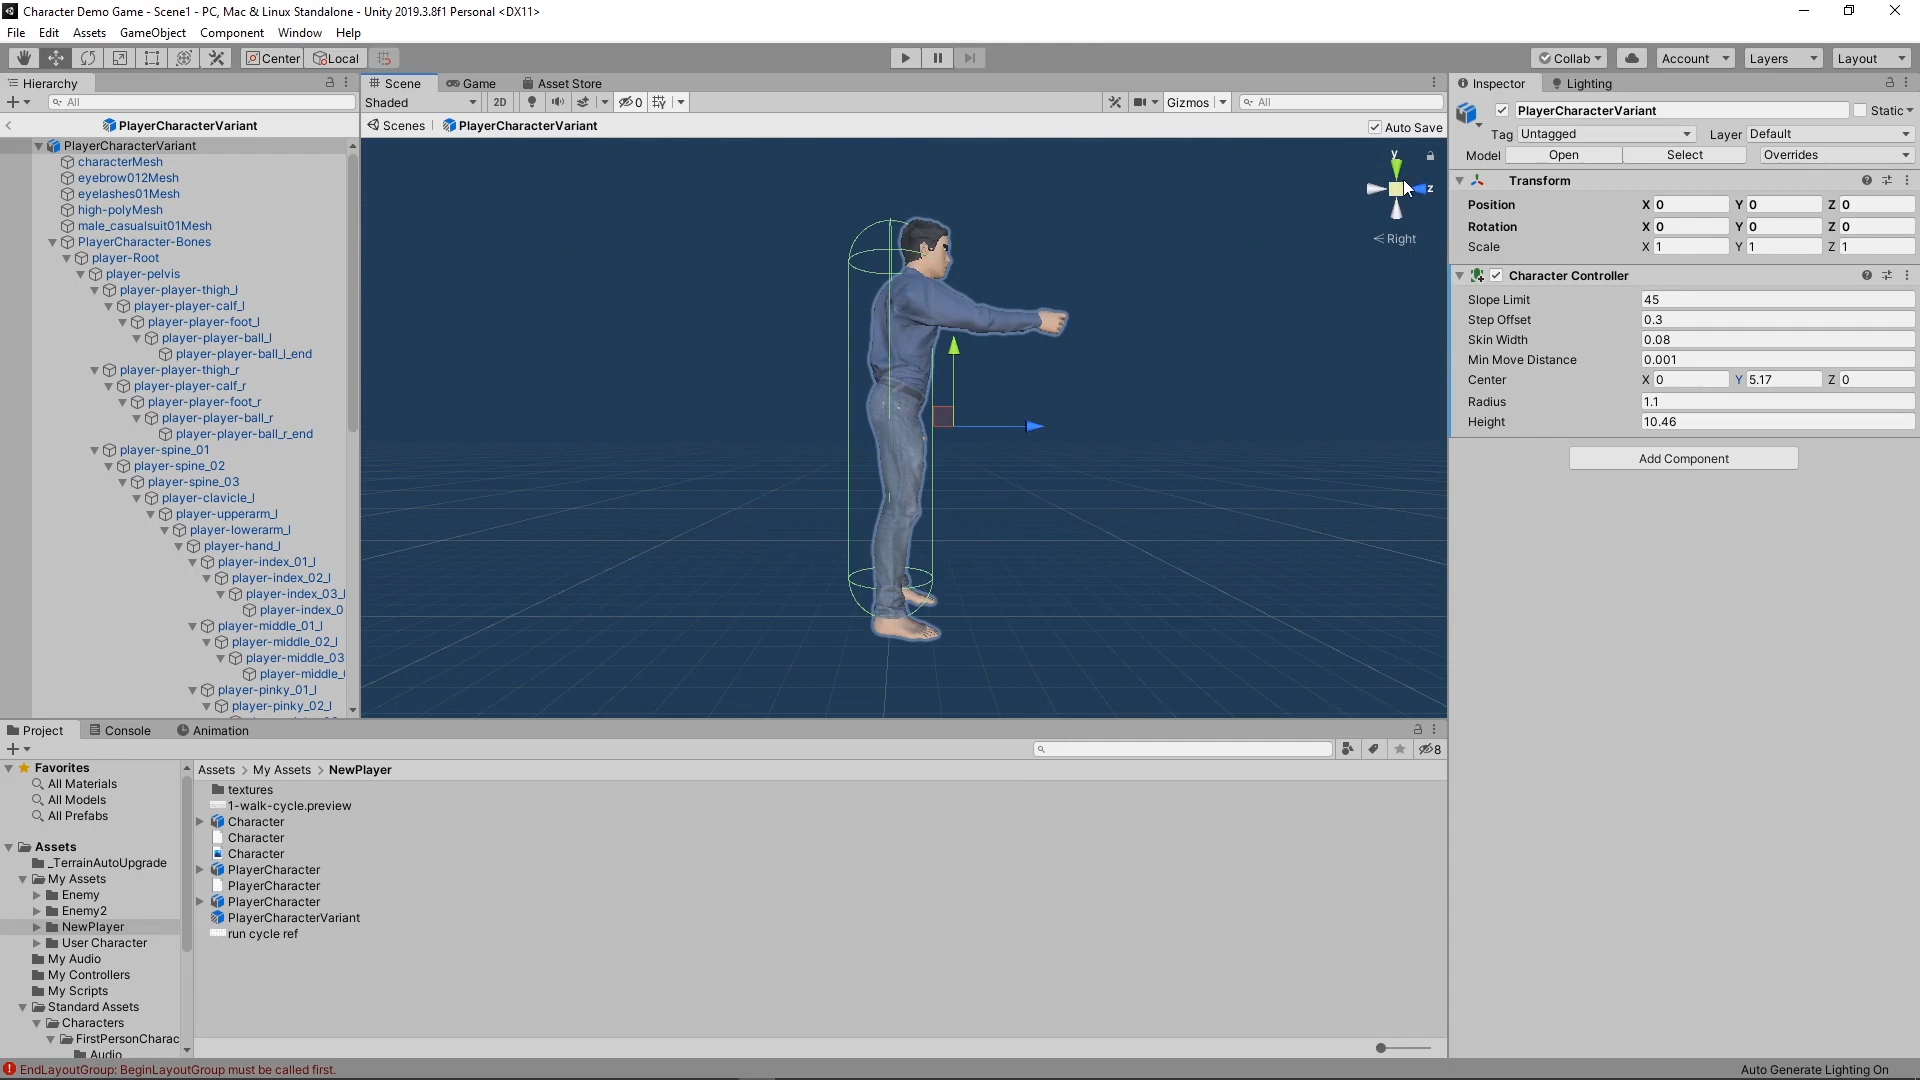 Character Demo Game - Scene1 - PC, Mac & Linux Standalone - Unity 2019.3.8f1 Personal <DX11>
File Edit Assets GameObject Component Window Help
Center Local Collab Account Layers Layout
Hierarchy
All
PlayerCharacterVariant
PlayerCharacterVariant
characterMesh
eyebrow012Mesh
eyelashes01Mesh
high-polyMesh
male_casualsuit01Mesh
PlayerCharacter-Bones
player-Root
player-pelvis
player-player-thigh_l
player-player-calf_l
player-player-foot_l
player-player-ball_l
player-player-ball_l_end
player-player-thigh_r
player-player-calf_r
player-player-foot_r
player-player-ball_r
player-player-ball_r_end
player-spine_01
player-spine_02
player-spine_03
player-clavicle_l
player-upperarm_l
player-lowerarm_l
player-hand_l
player-index_01_l
player-index_02_l
player-index_03_l
player-index_0
player-middle_01_l
player-middle_02_l
player-middle_03
player-middle_
player-pinky_01_l
player-pinky_02_l
Scene Game Asset Store
Shaded 2D 0 Gizmos All
Scenes PlayerCharacterVariant Auto Save
y
z
< Right
Inspector Lighting
PlayerCharacterVariant Static
Tag Untagged Layer Default
Model Open Select Overrides
Transform
Position X 0 Y 0 Z 0
Rotation X 0 Y 0 Z 0
Scale X 1 Y 1 Z 1
Character Controller
Slope Limit 45
Step Offset 0.3
Skin Width 0.08
Min Move Distance 0.001
Center X 0 Y 5.17 Z 0
Radius 1.1
Height 10.46
Add Component
Project Console Animation
8
Favorites
All Materials
All Models
All Prefabs
Assets
_TerrainAutoUpgrade
My Assets
Enemy
Enemy2
NewPlayer
User Character
My Audio
My Controllers
My Scripts
Standard Assets
Characters
FirstPersonCharac
Audio
Assets > My Assets > NewPlayer
textures
1-walk-cycle.preview
Character
Character
Character
PlayerCharacter
PlayerCharacter
PlayerCharacter
PlayerCharacterVariant
run cycle ref
EndLayoutGroup: BeginLayoutGroup must be called first.
Auto Generate Lighting On